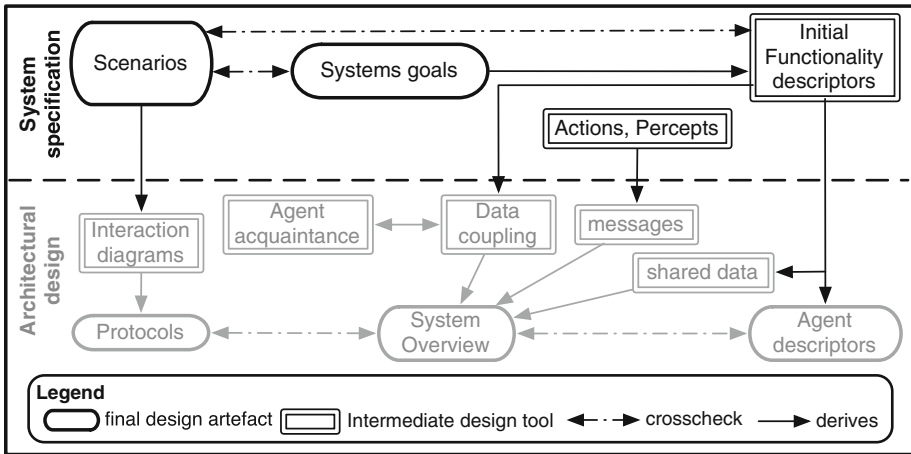 System
specification
Scenarios
Systems goals
Initial
Functionality
descriptors
Actions, Percepts
Architectural
design
Interaction
diagrams
Agent
acquaintance
Data
coupling
messages
shared data
Protocols
System
Overview
Agent
descriptors
Legend
final design artefact
Intermediate design tool
crosscheck
derives